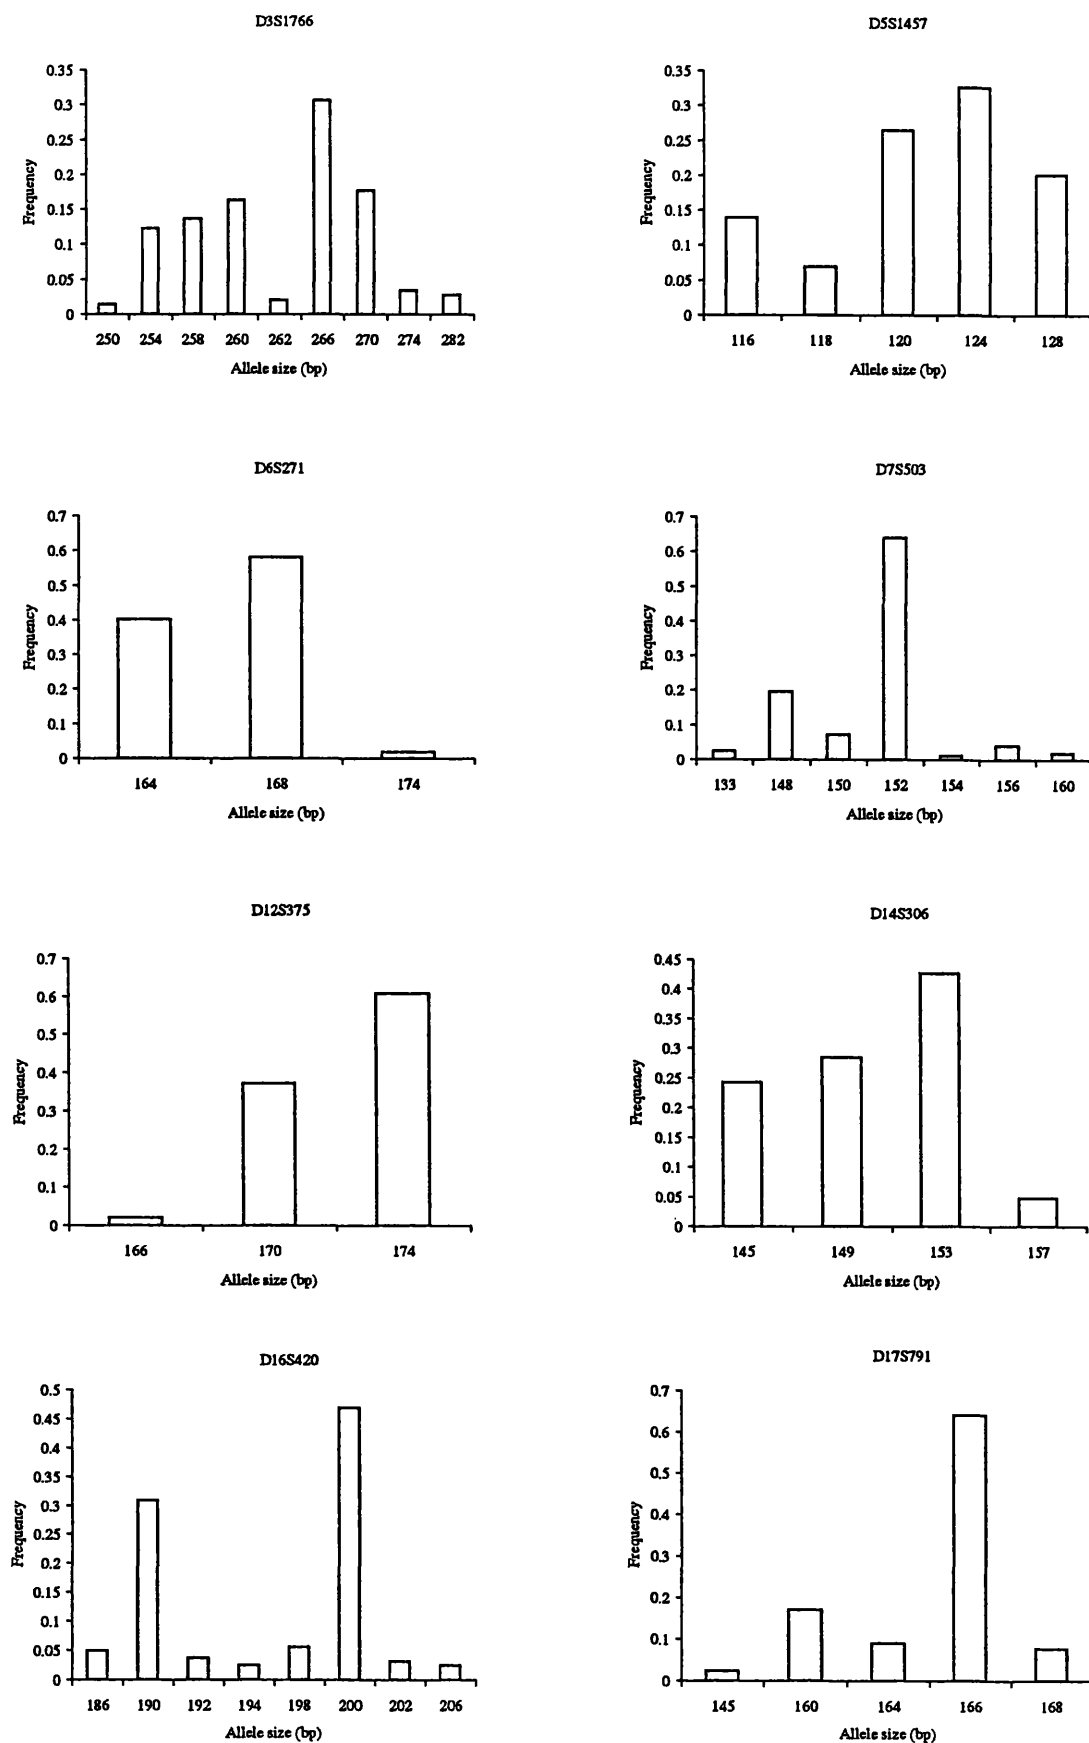 D3S1766
0.35
0.3
0.25
0.2
0.15
0.1
0.05
0
Frequency
250 254 258 260 262 266 270 274 282
Allele size (bp)
D5S1457
0.35
0.3
0.25
0.2
0.15
0.1
0.05
0
Frequency
116 118 120 124 128
Allele size (bp)
D6S271
0.7
0.6
0.5
0.4
0.3
0.2
0.1
0
Frequency
164 168 174
Allele size (bp)
D7S503
0.7
0.6
0.5
0.4
0.3
0.2
0.1
0
Frequency
133 148 150 152 154 156 160
Allele size (bp)
D12S375
0.7
0.6
0.5
0.4
0.3
0.2
0.1
0
Frequency
166 170 174
Allele size (bp)
D14S306
0.45
0.4
0.35
0.3
0.25
0.2
0.15
0.1
0.05
0
Frequency
145 149 153 157
Allele size (bp)
D16S420
0.5
0.45
0.4
0.35
0.3
0.25
0.2
0.15
0.1
0.05
0
Frequency
186 190 192 194 198 200 202 206
Allele size (bp)
D17S791
0.7
0.6
0.5
0.4
0.3
0.2
0.1
0
Frequency
145 160 164 166 168
Allele size (bp)